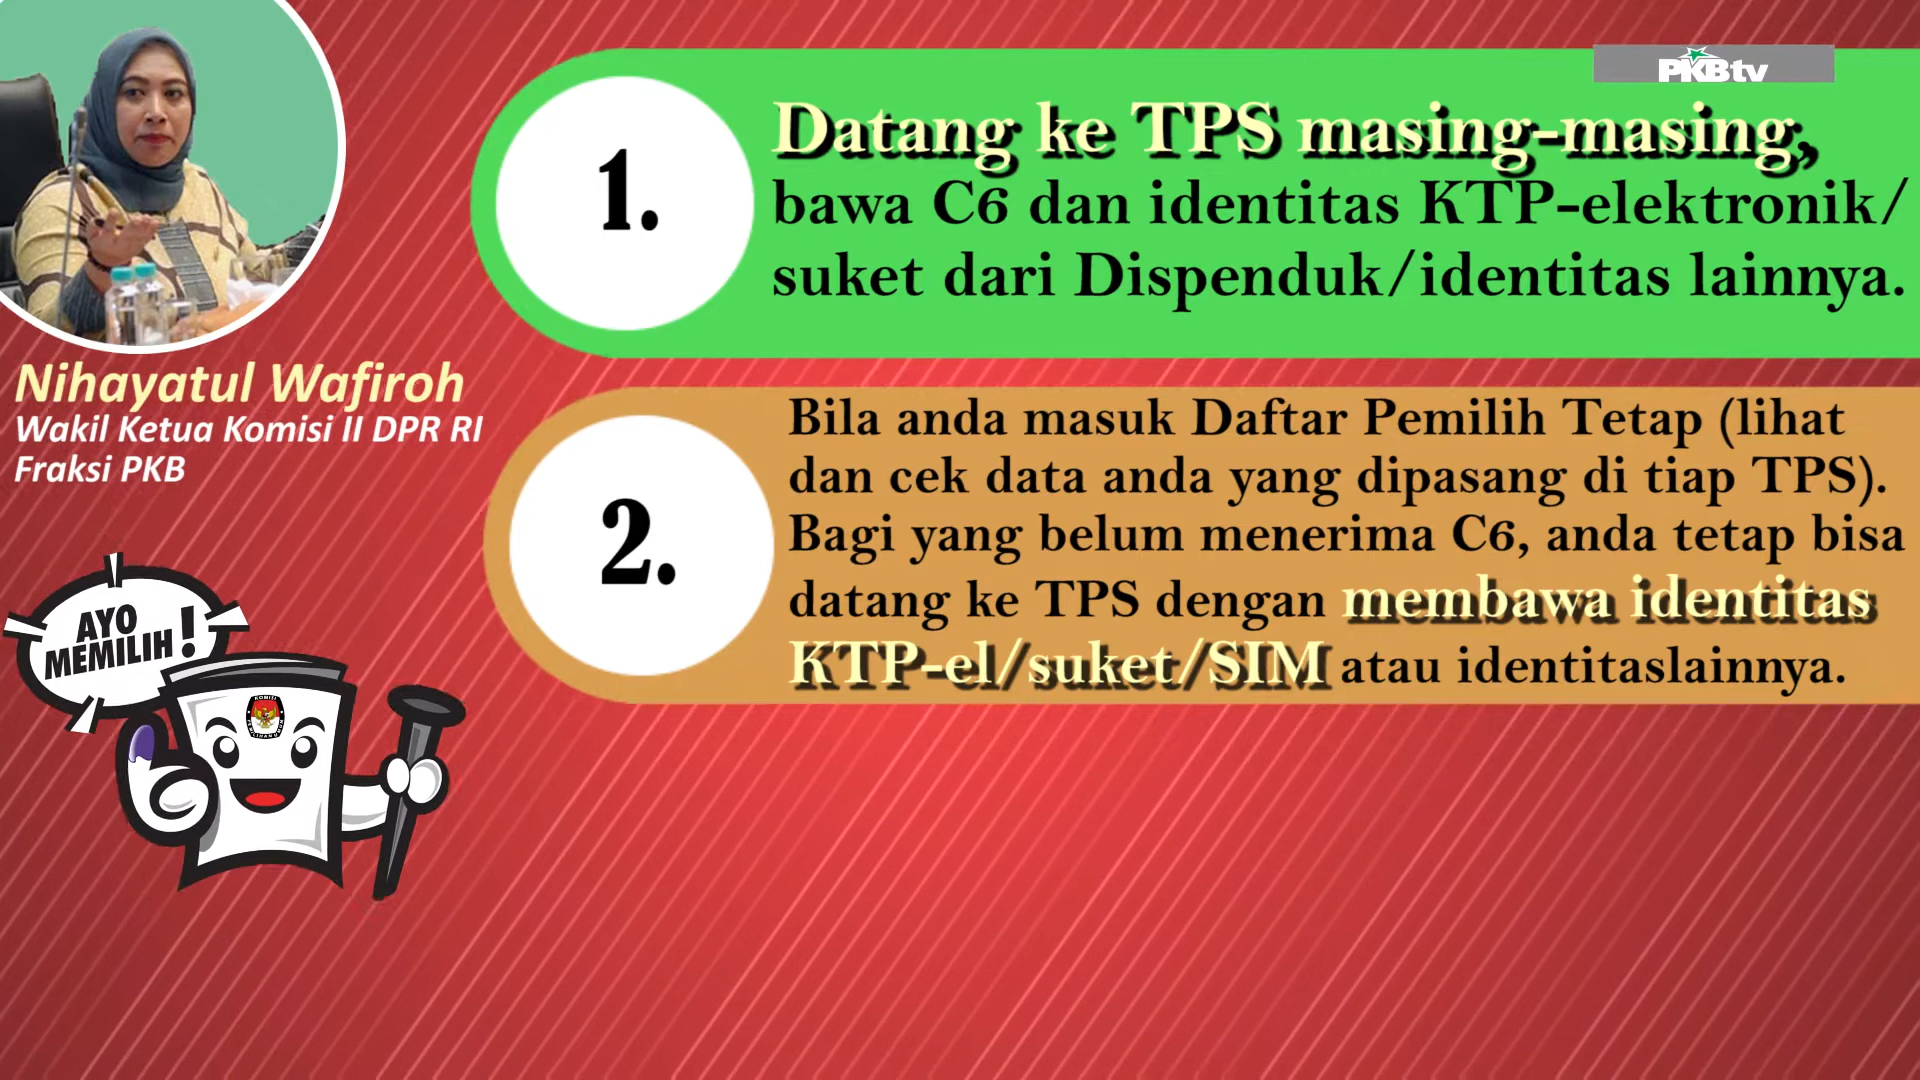 PKBtv
1.
Datang ke TPS masing-masing,
bawa C6 dan identitas KTP-elektronik/
suket dari Dispenduk/identitas lainnya.
Nihayatul Wafiroh
Wakil Ketua Komisi II DPR RI
Fraksi PKB
2.
Bila anda masuk Daftar Pemilih Tetap (lihat
dan cek data anda yang dipasang di tiap TPS).
Bagi yang belum menerima C6, anda tetap bisa
datang ke TPS dengan membawa identitas
KTP-el/suket/SIM atau identitaslainnya.
AYO
MEMILIH!
KOMISI
PEMILIHAN UMUM